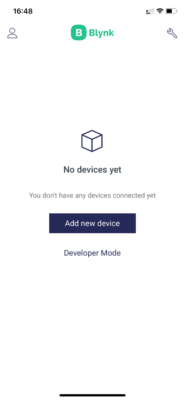 16:48
B Blynk
No devices yet
You don't have any devices connected yet
Add new device
Developer Mode